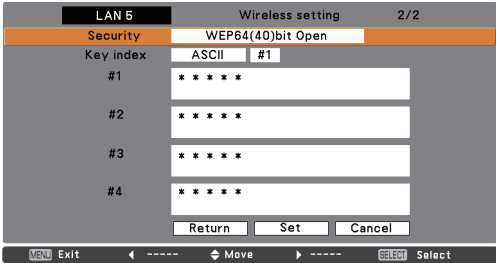 LAN 5 Wireless setting 2/2
Security WEP64(40)bit Open
Key index ASCII #1
#1 * * * * *
#2 * * * * *
#3 * * * * *
#4 * * * * *
Return Set Cancel
MENU Exit ◀ ----- ◆ Move ▶ ----- SELECT Select